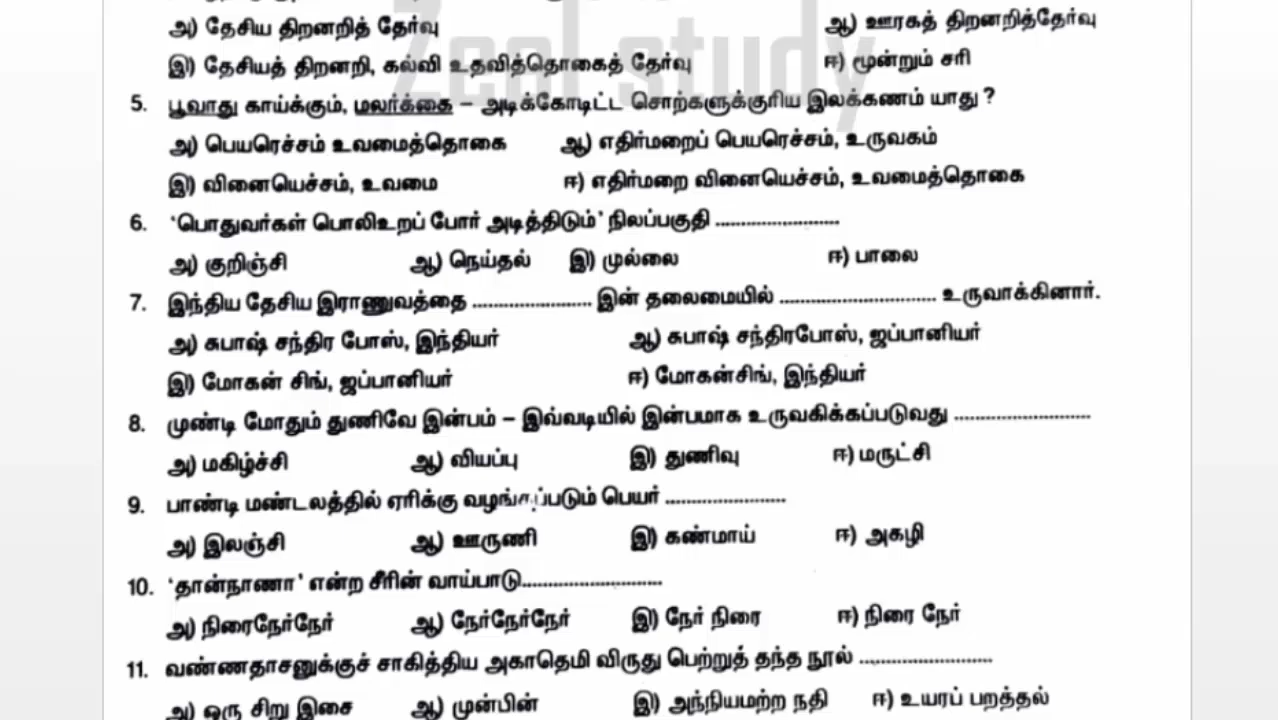 அ) தேசிய திறனறித் தேர்வு ஆ) ஊரகத் திறனறித்தேர்வு
இ) தேசியத் திறனறி, கல்வி உதவித்தொகைத் தேர்வு ஈ) மூன்றும் சரி
Zeal study
5. பூவாது காய்க்கும், மலர்க்கை – அடிக்கோடிட்ட சொற்களுக்குரிய இலக்கணம் யாது ?
அ) பெயரெச்சம் உவமைத்தொகை ஆ) எதிர்மறைப் பெயரெச்சம், உருவகம்
இ) வினையெச்சம், உவமை ஈ) எதிர்மறை வினையெச்சம், உவமைத்தொகை
6. 'பொதுவர்கள் பொலிஉறப் போர் அடித்திடும்' நிலப்பகுதி ........................
அ) குறிஞ்சி ஆ) நெய்தல் இ) முல்லை ஈ) பாலை
7. இந்திய தேசிய இராணுவத்தை ....................... இன் தலைமையில் .............................. உருவாக்கினார்.
அ) சுபாஷ் சந்திர போஸ், இந்தியர் ஆ) சுபாஷ் சந்திரபோஸ், ஜப்பானியர்
இ) மோகன் சிங், ஜப்பானியர் ஈ) மோகன்சிங், இந்தியர்
8. முண்டி மோதும் துணிவே இன்பம் – இவ்வடியில் இன்பமாக உருவகிக்கப்படுவது ..........................
அ) மகிழ்ச்சி ஆ) வியப்பு இ) துணிவு ஈ) மருட்சி
9. பாண்டி மண்டலத்தில் ஏரிக்கு வழங்கப்படும் பெயர் .......................
அ) இலஞ்சி ஆ) ஊருணி இ) கண்மாய் ஈ) அகழி
10. 'தான்நாணா' என்ற சீரின் வாய்பாடு...........................
அ) நிரைநேர்நேர் ஆ) நேர்நேர்நேர் இ) நேர் நிரை ஈ) நிரை நேர்
11. வண்ணதாசனுக்குச் சாகித்திய அகாதெமி விருது பெற்றுத் தந்த நூல் .........................
அ) ஒரு சிறு இசை ஆ) முன்பின் இ) அந்நியமற்ற நதி ஈ) உயரப் பறத்தல்